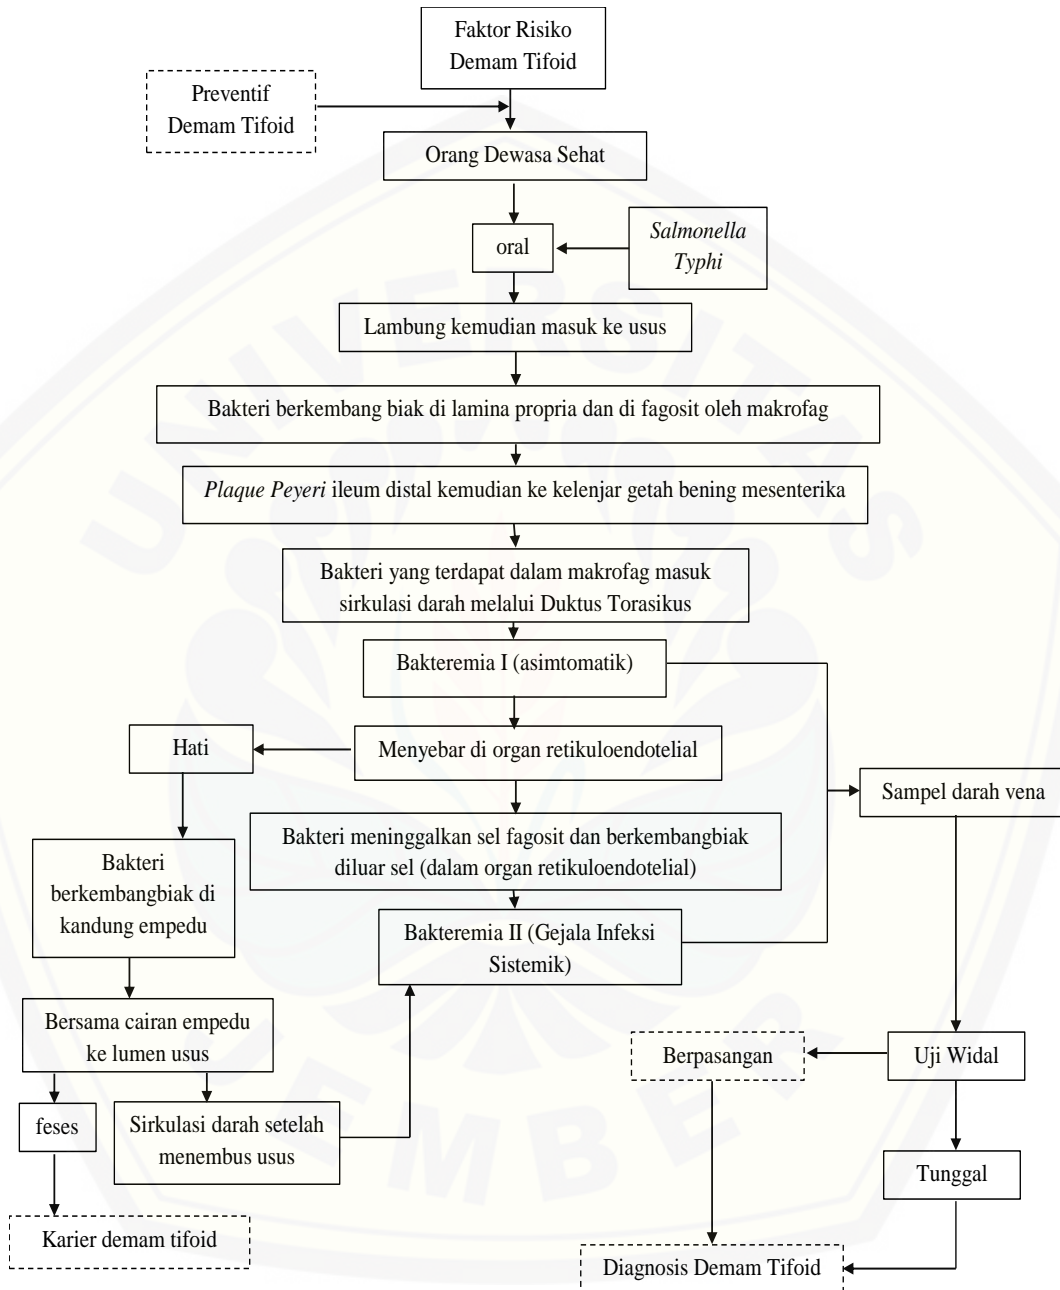 Faktor Risiko
Demam Tifoid
Preventif
Demam Tifoid
Orang Dewasa Sehat
oral
Salmonella
Typhi
Lambung kemudian masuk ke usus
Bakteri berkembang biak di lamina propria dan di fagosit oleh makrofag
Plaque Peyeri ileum distal kemudian ke kelenjar getah bening mesenterika
Bakteri yang terdapat dalam makrofag masuk
sirkulasi darah melalui Duktus Torasikus
Bakteremia I (asimtomatik)
Hati
Menyebar di organ retikuloendotelial
Sampel darah vena
Bakteri meninggalkan sel fagosit dan berkembangbiak
diluar sel (dalam organ retikuloendotelial)
Bakteri
berkembangbiak di
kandung empedu
Bakteremia II (Gejala Infeksi
Sistemik)
Bersama cairan empedu
ke lumen usus
Berpasangan
Uji Widal
feses
Sirkulasi darah setelah
menembus usus
Tunggal
Karier demam tifoid
Diagnosis Demam Tifoid
UNIVERSITAS
JEMBER